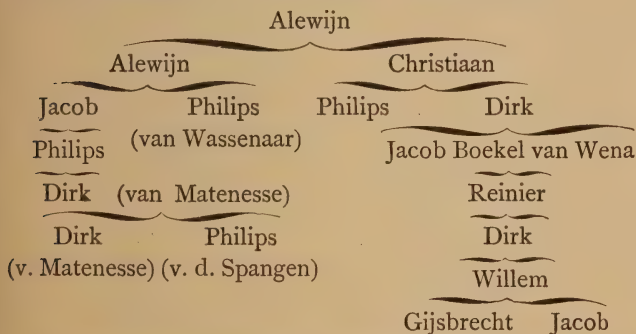 Alewijn
Alewijn Christiaan
Jacob Philips Philips Dirk
(van Wassenaar)
Philips Jacob Boekel van Wena
Dirk (van Matenesse) Reinier
Dirk Philips Dirk
(v. Matenesse) (v. d. Spangen)
Willem
Gijsbrecht Jacob